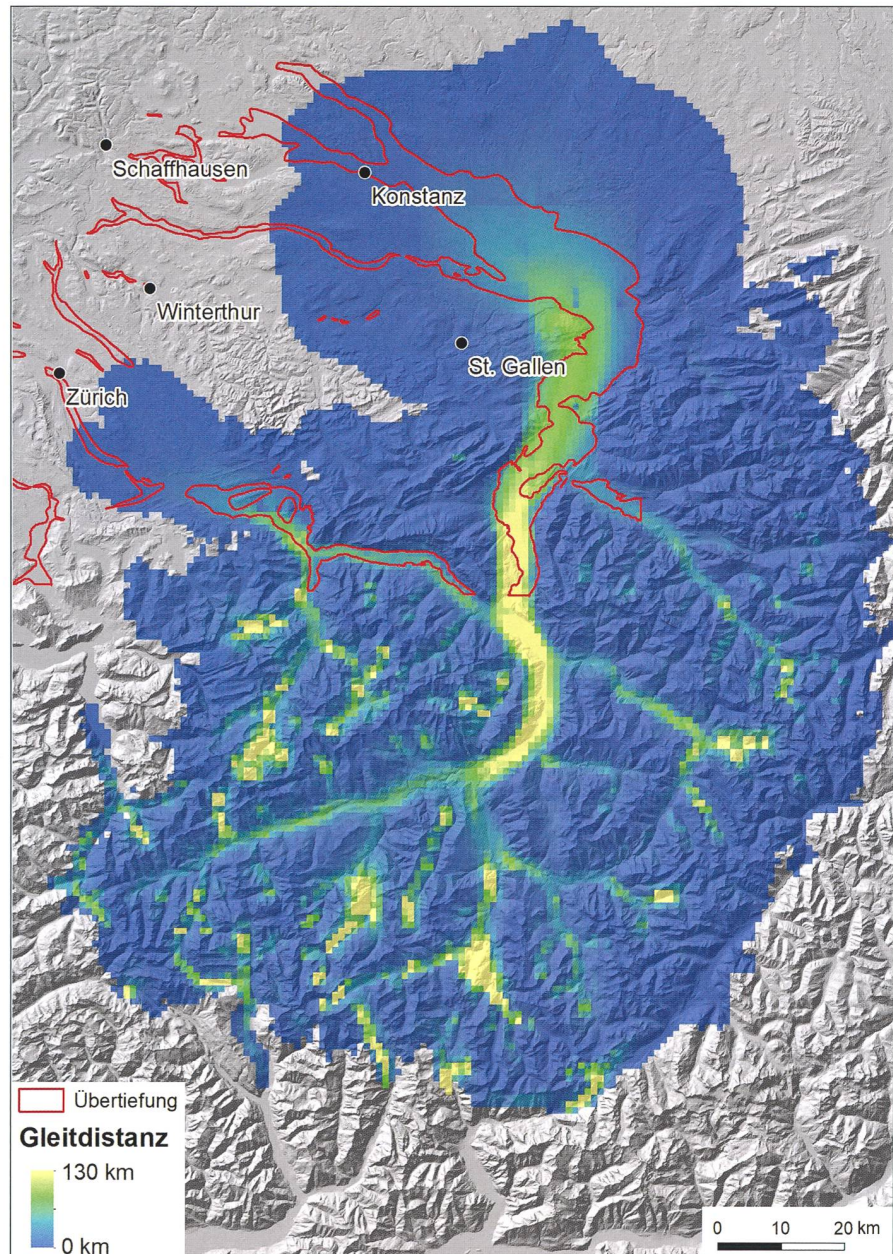 Schaffhausen
Konstanz
Winterthur
St. Gallen
Zürich
Übertiefung
Gleitdistanz
130 km
0 km
0 10 20 km